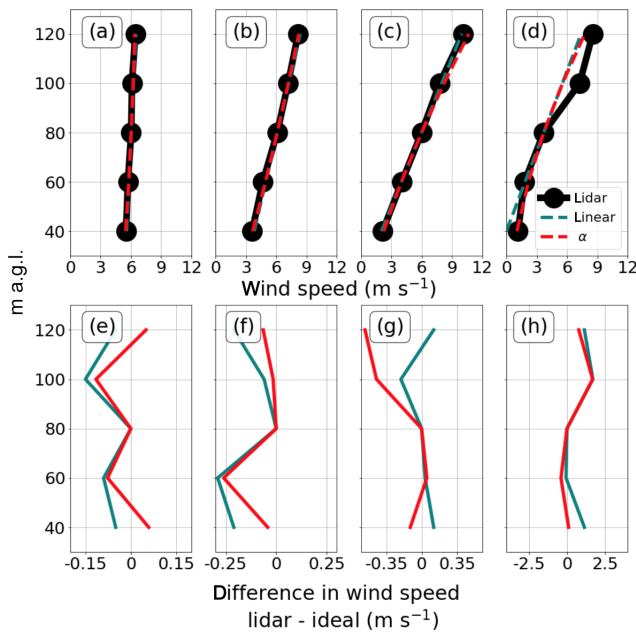 (a) (b) (c) (d)
120
100
80
60
40
Lidar
Linear
α
0 3 6 9 12 0 3 6 9 12 0 3 6 9 12 0 3 6 9 12
Wind speed (m s⁻¹)
m a.g.l.
(e) (f) (g) (h)
120
100
80
60
40
-0.15 0 0.15 -0.25 0 0.25 -0.35 0 0.35 0 2.5
Difference in wind speed
lidar - ideal (m s⁻¹)